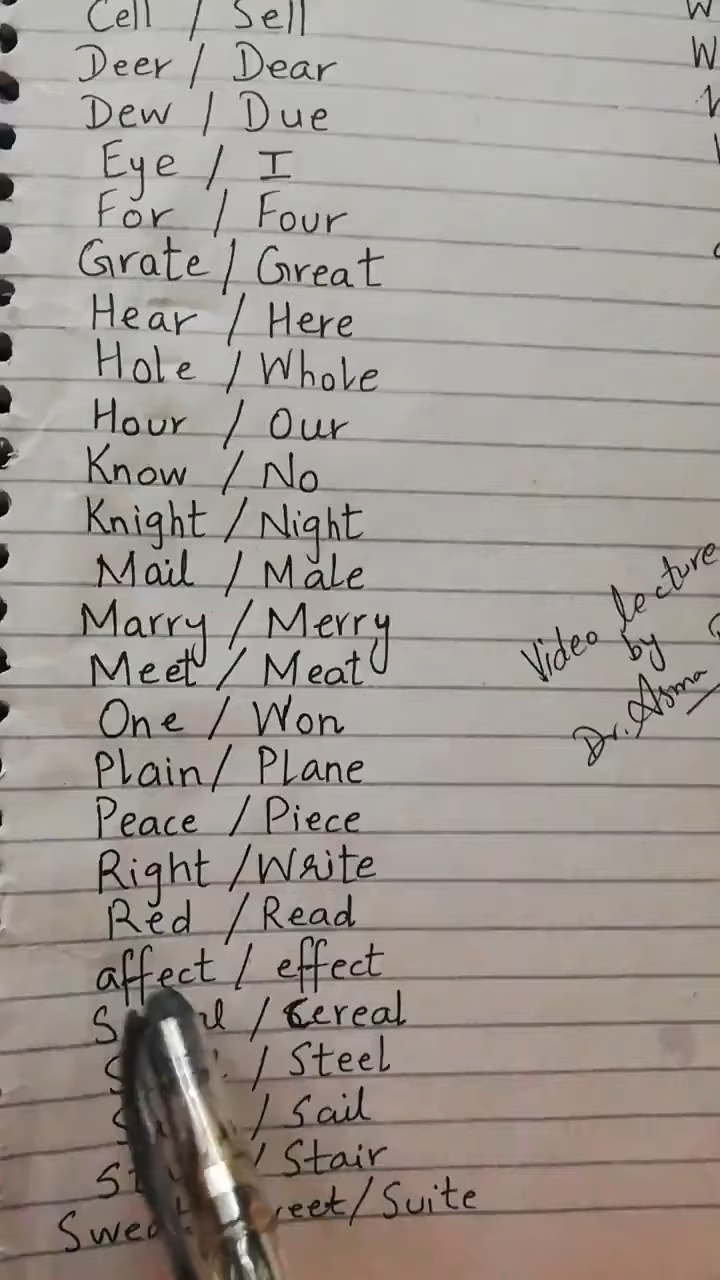 Cell / Sell
Deer / Dear
Dew / Due
Eye / I
For / Four
Grate / Great
Hear / Here
Hole / Whole
Hour / Our
Know / No
Knight / Night
Mail / Male
Marry / Merry
Meet / Meat
One / Won
Plain / Plane
Peace / Piece
Right / Write
Red / Read
affect / effect
/ Cereal
/ Steel
/ Sail
/ Stair
/ Suite
Video lecture
by
Dr. Asma